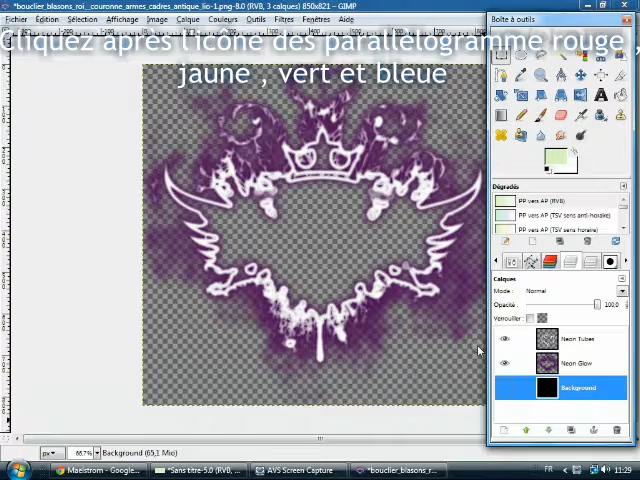 *bouclier_blasons_roi__couronne_armes_cadres_antique_lio-1.png-8.0 (RVB, 3 calques) 850x821 – GIMP
Boîte à outils
Fichier Édition Sélection Affichage Image Calque Couleurs Outils Filtres Fenêtres Aide
Cliquez après l'icône des parallélogramme rouge ,
jaune , vert et bleue
Dégradés
PP vers AP (RVB)
PP vers AP (TSV sens anti-horaire)
PP vers AP (TSV sens horaire)
Calques
Mode : Normal
Opacité : 100,0
Verrouiller :
Neon Tubes
Neon Glow
Background
px 66,7% Background (65,1 Mio)
Maelstrom - Google...
*Sans titre-5.0 (RVB, ...
AVS Screen Capture
*bouclier_blasons_r...
FR
11:29